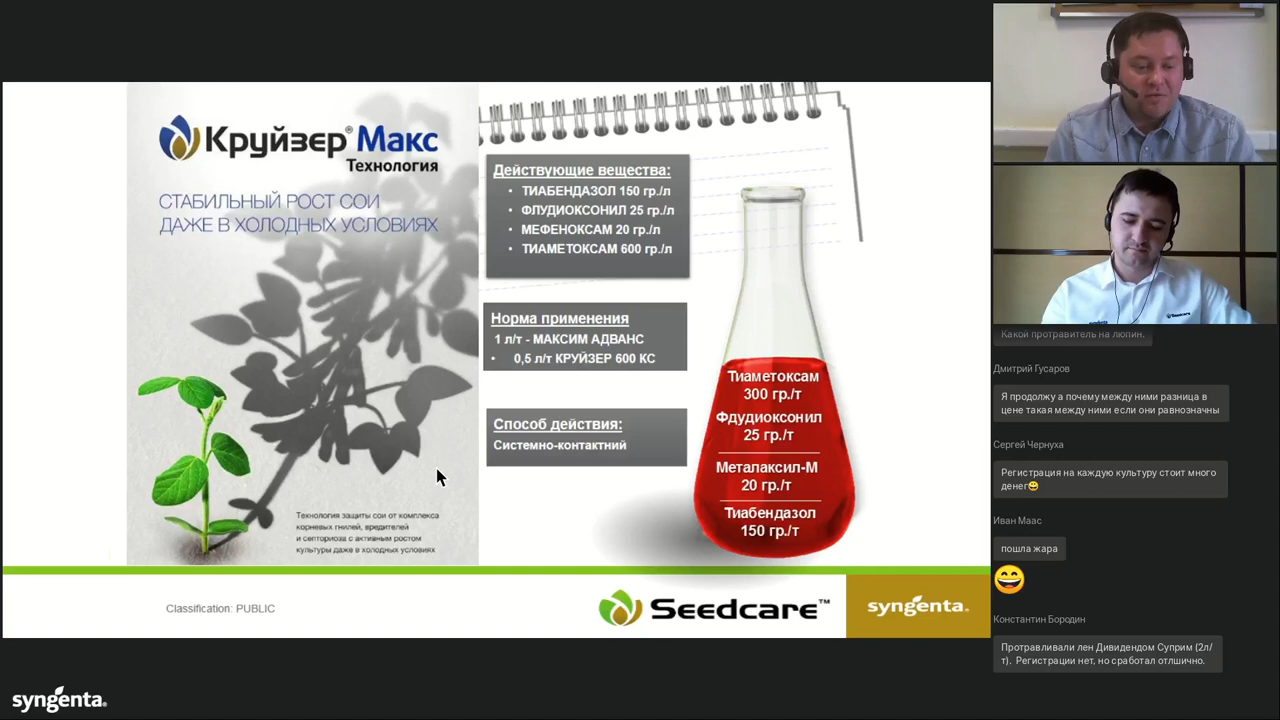 Круйзер® Макс
Технология
СТАБИЛЬНЫЙ РОСТ СОИ
ДАЖЕ В ХОЛОДНЫХ УСЛОВИЯХ
Технология защиты сои от комплекса
корневых гнилей, вредителей
и септориоза с активным ростом
культуры даже в холодных условиях
Действующие вещества:
• ТИАБЕНДАЗОЛ 150 гр./л
• ФЛУДИОКСОНИЛ 25 гр./л
• МЕФЕНОКСАМ 20 гр./л
• ТИАМЕТОКСАМ 600 гр./л
Норма применения
1 л/т - МАКСИМ АДВАНС
• 0,5 л/т КРУЙЗЕР 600 КС
Способ действия:
Системно-контактний
Тиаметоксам
300 гр./т
Фдудиоксонил
25 гр./т
Металаксил-М
20 гр./т
Тиабендазол
150 гр./т
Classification: PUBLIC
Seedcare™
syngenta®
syngenta®
Seedcare
Какой протравитель на люпин.
Дмитрий Гусаров
Я продолжу а почему между ними разница в
цене такая между ними если они равнозначны
Сергей Чернуха
Регистрация на каждую культуру стоит много
денег😀
Иван Маас
пошла жара
😄
Константин Бородин
Протравливали лен Дивидендом Суприм (2л/
т). Регистрации нет, но сработал отлшично.